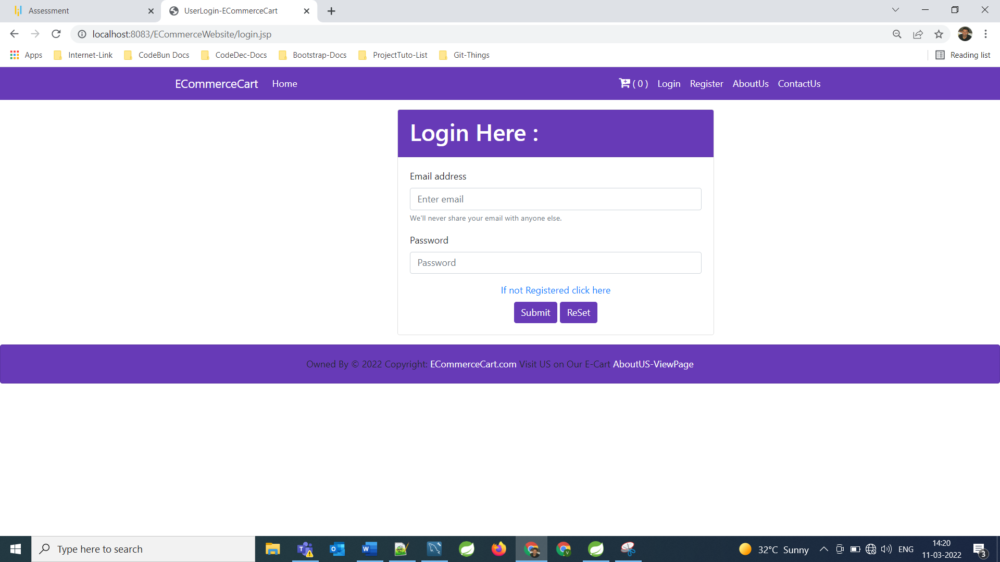 Assessment
UserLogin-ECommerceCart
localhost:8083/ECommerceWebsite/login.jsp
Apps Internet-Link CodeBun Docs CodeDec-Docs Bootstrap-Docs ProjectTuto-List Git-Things Reading list
ECommerceCart Home ( 0 ) Login Register AboutUs ContactUs
Login Here :
Email address
Enter email
We'll never share your email with anyone else.
Password
Password
If not Registered click here
Submit ReSet
Owned By © 2022 Copyright: ECommerceCart.com Visit US on Our E-Cart AboutUS-ViewPage
Type here to search
32°C Sunny
ENG
14:20
11-03-2022
3